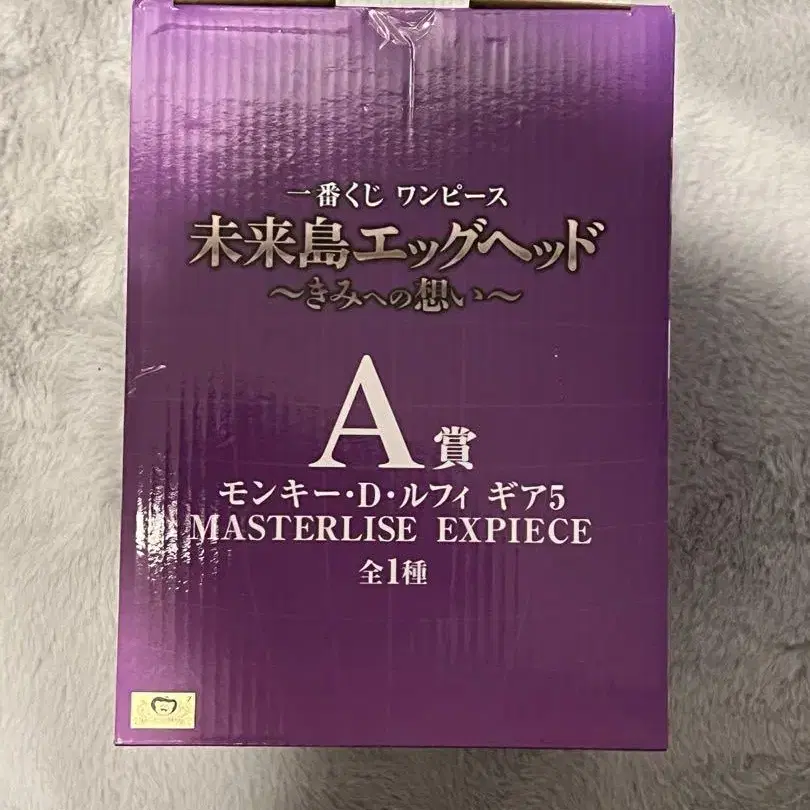 一番くじ ワンピース
未来島エッグヘッド
～きみへの想い～
A賞
モンキー・D・ルフィ ギア5
MASTERLISE EXPIECE
全1種